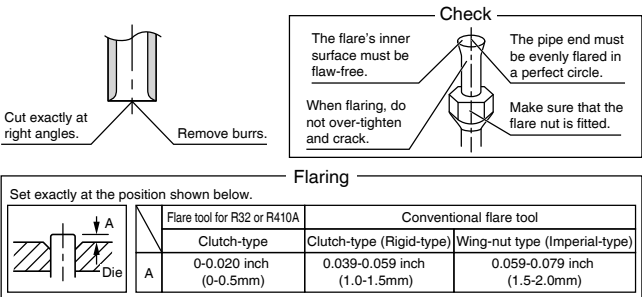 Cut exactly at
right angles.
Remove burrs.
Check
The flare's inner
surface must be
flaw-free.
The pipe end must
be evenly flared in
a perfect circle.
When flaring, do
not over-tighten
and crack.
Make sure that the
flare nut is fitted.
Flaring
Set exactly at the position shown below.
A
Die
Flare tool for R32 or R410A
Conventional flare tool
Clutch-type
Clutch-type (Rigid-type)
Wing-nut type (Imperial-type)
A
0-0.020 inch
(0-0.5mm)
0.039-0.059 inch
(1.0-1.5mm)
0.059-0.079 inch
(1.5-2.0mm)